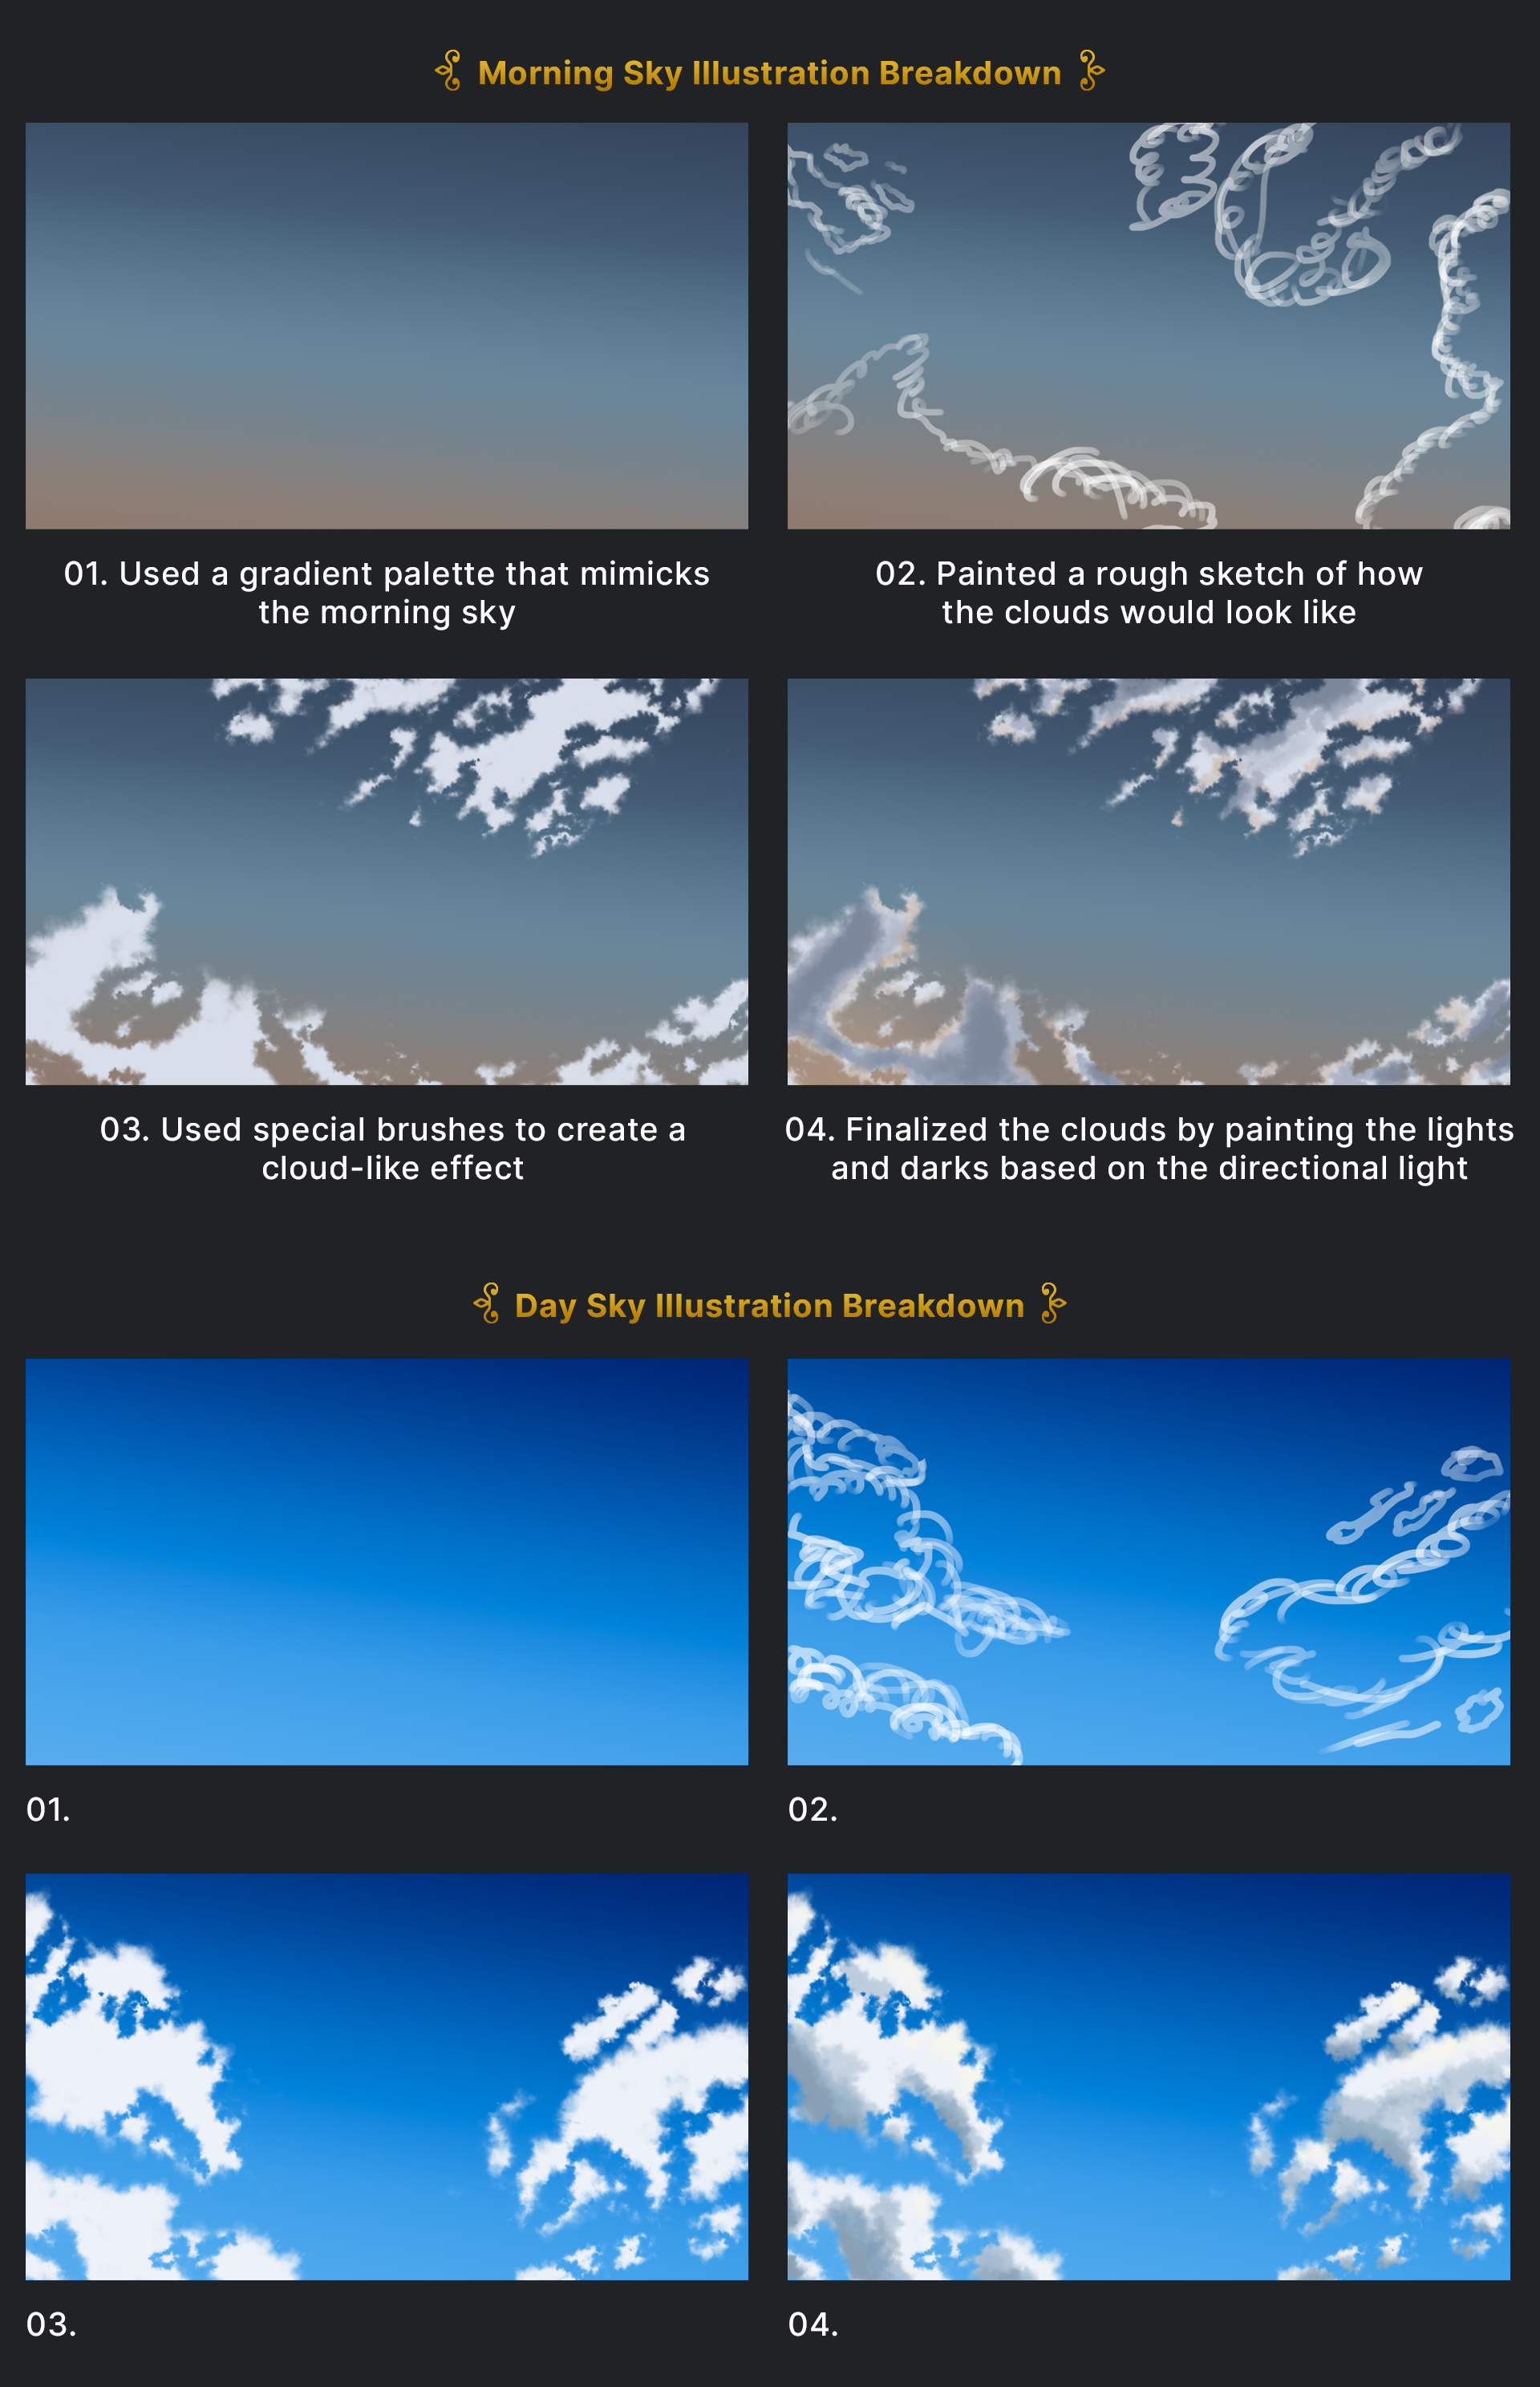 Morning Sky Illustration Breakdown
01. Used a gradient palette that mimicks
the morning sky
02. Painted a rough sketch of how
the clouds would look like
03. Used special brushes to create a
cloud-like effect
04. Finalized the clouds by painting the lights
and darks based on the directional light
Day Sky Illustration Breakdown
01.
02.
03.
04.